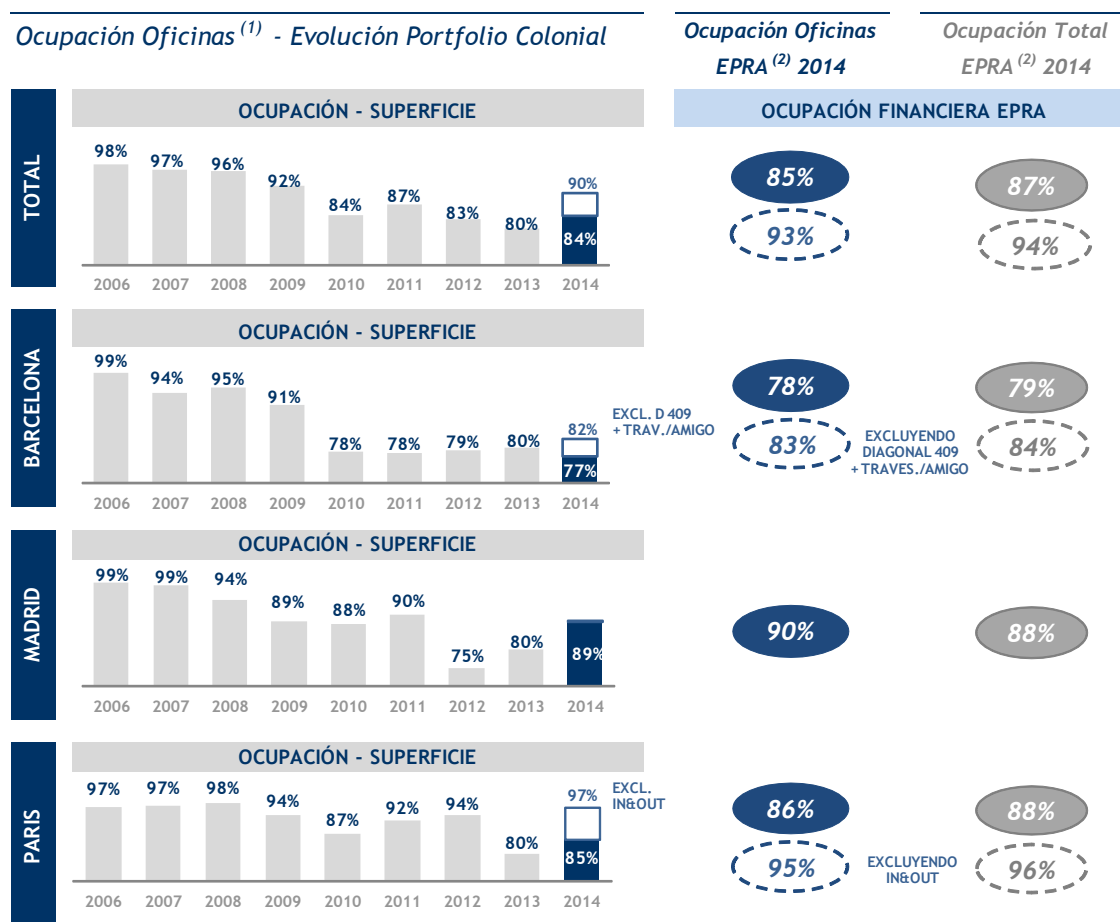 Ocupación Oficinas (1) - Evolución Portfolio Colonial
Ocupación Oficinas
EPRA (2) 2014
Ocupación Total
EPRA (2) 2014
OCUPACIÓN FINANCIERA EPRA
TOTAL
OCUPACIÓN - SUPERFICIE
98% 97% 96% 92% 84% 87% 83% 80% 90%
84%
2006 2007 2008 2009 2010 2011 2012 2013 2014
85% 87%
93% 94%
BARCELONA
OCUPACIÓN - SUPERFICIE
99% 94% 95% 91% 78% 78% 79% 80% 82%
77%
EXCL. D 409
+ TRAV./AMIGO
2006 2007 2008 2009 2010 2011 2012 2013 2014
78% 79%
83% 84%
EXCLUYENDO
DIAGONAL 409
+ TRAVES./AMIGO
MADRID
OCUPACIÓN - SUPERFICIE
99% 99% 94% 89% 88% 90% 75% 80% 89%
2006 2007 2008 2009 2010 2011 2012 2013 2014
90% 88%
PARIS
OCUPACIÓN - SUPERFICIE
97% 97% 98% 94% 87% 92% 94% 80% 97%
85%
EXCL.
IN&OUT
2006 2007 2008 2009 2010 2011 2012 2013 2014
86% 88%
95% 96%
EXCLUYENDO
IN&OUT